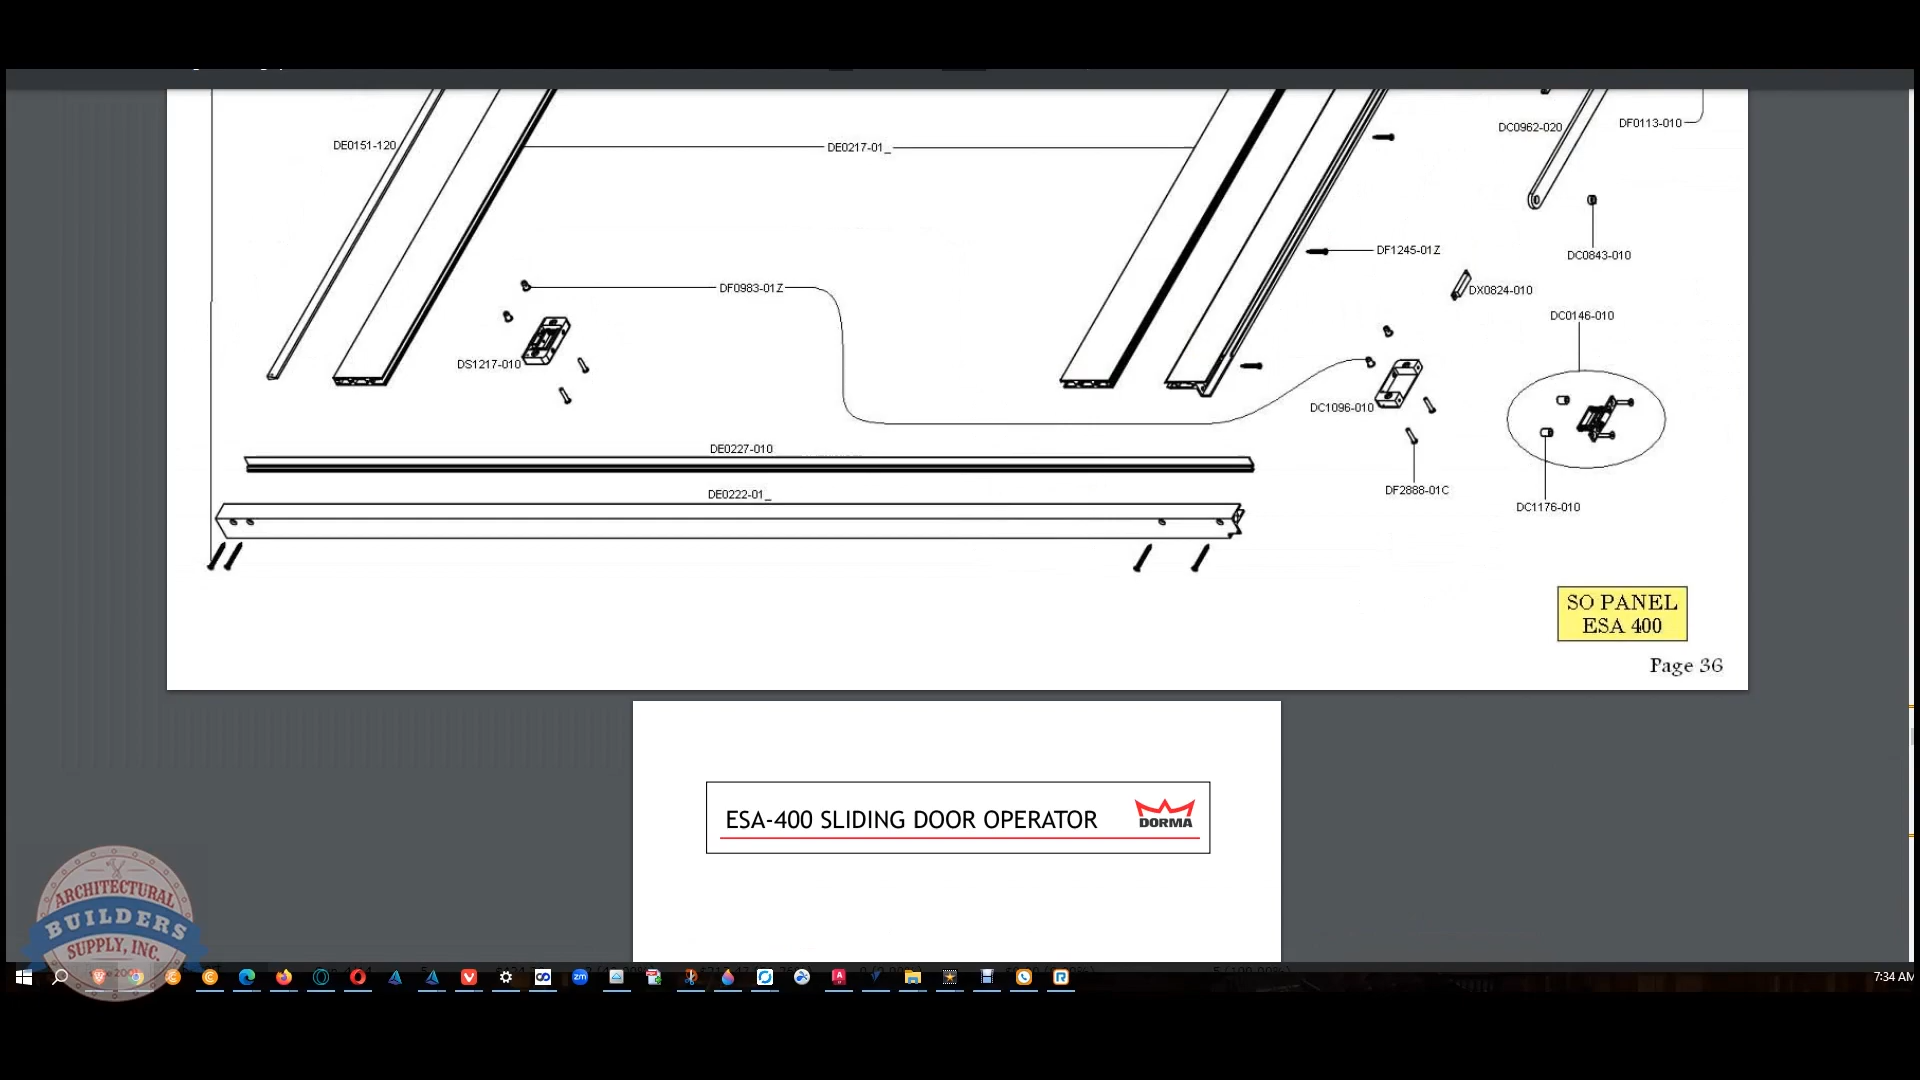 DE0151-120
DE0217-01_
DC0962-020
DF0113-010
DF1245-01Z
DC0843-010
DF0983-01Z
DX0824-010
DC0146-010
DS1217-010
DC1096-010
DE0227-010
DE0222-01_
DF2888-01C
DC1176-010
SO PANEL
ESA 400
Page 36
ESA-400 SLIDING DOOR OPERATOR
DORMA
ARCHITECTURAL
BUILDERS
SUPPLY, INC.
zm
7:34 AM